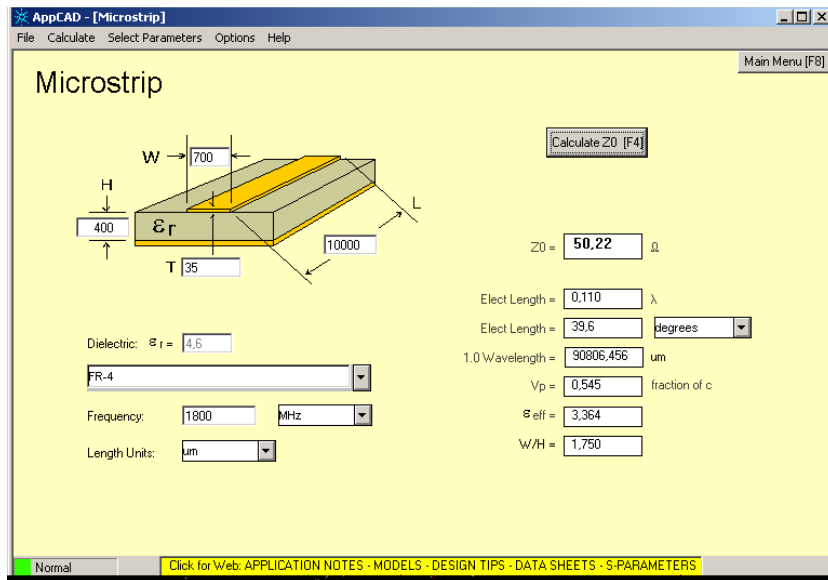 AppCAD - [Microstrip]
File Calculate Select Parameters Options Help
Main Menu [F8]
Microstrip
Calculate Z0 [F4]
W 700
H
400
εr
L
10000
T 35
Z0 = 50,22 Ω
Elect Length = 0,110 λ
Elect Length = 39,6 degrees
1.0 Wavelength = 90806,456 um
Vp = 0,545 fraction of c
ε eff = 3,364
W/H = 1,750
Dielectric: ε r = 4,6
FR-4
Frequency: 1800 MHz
Length Units: um
Normal
Click for Web: APPLICATION NOTES - MODELS - DESIGN TIPS - DATA SHEETS - S-PARAMETERS